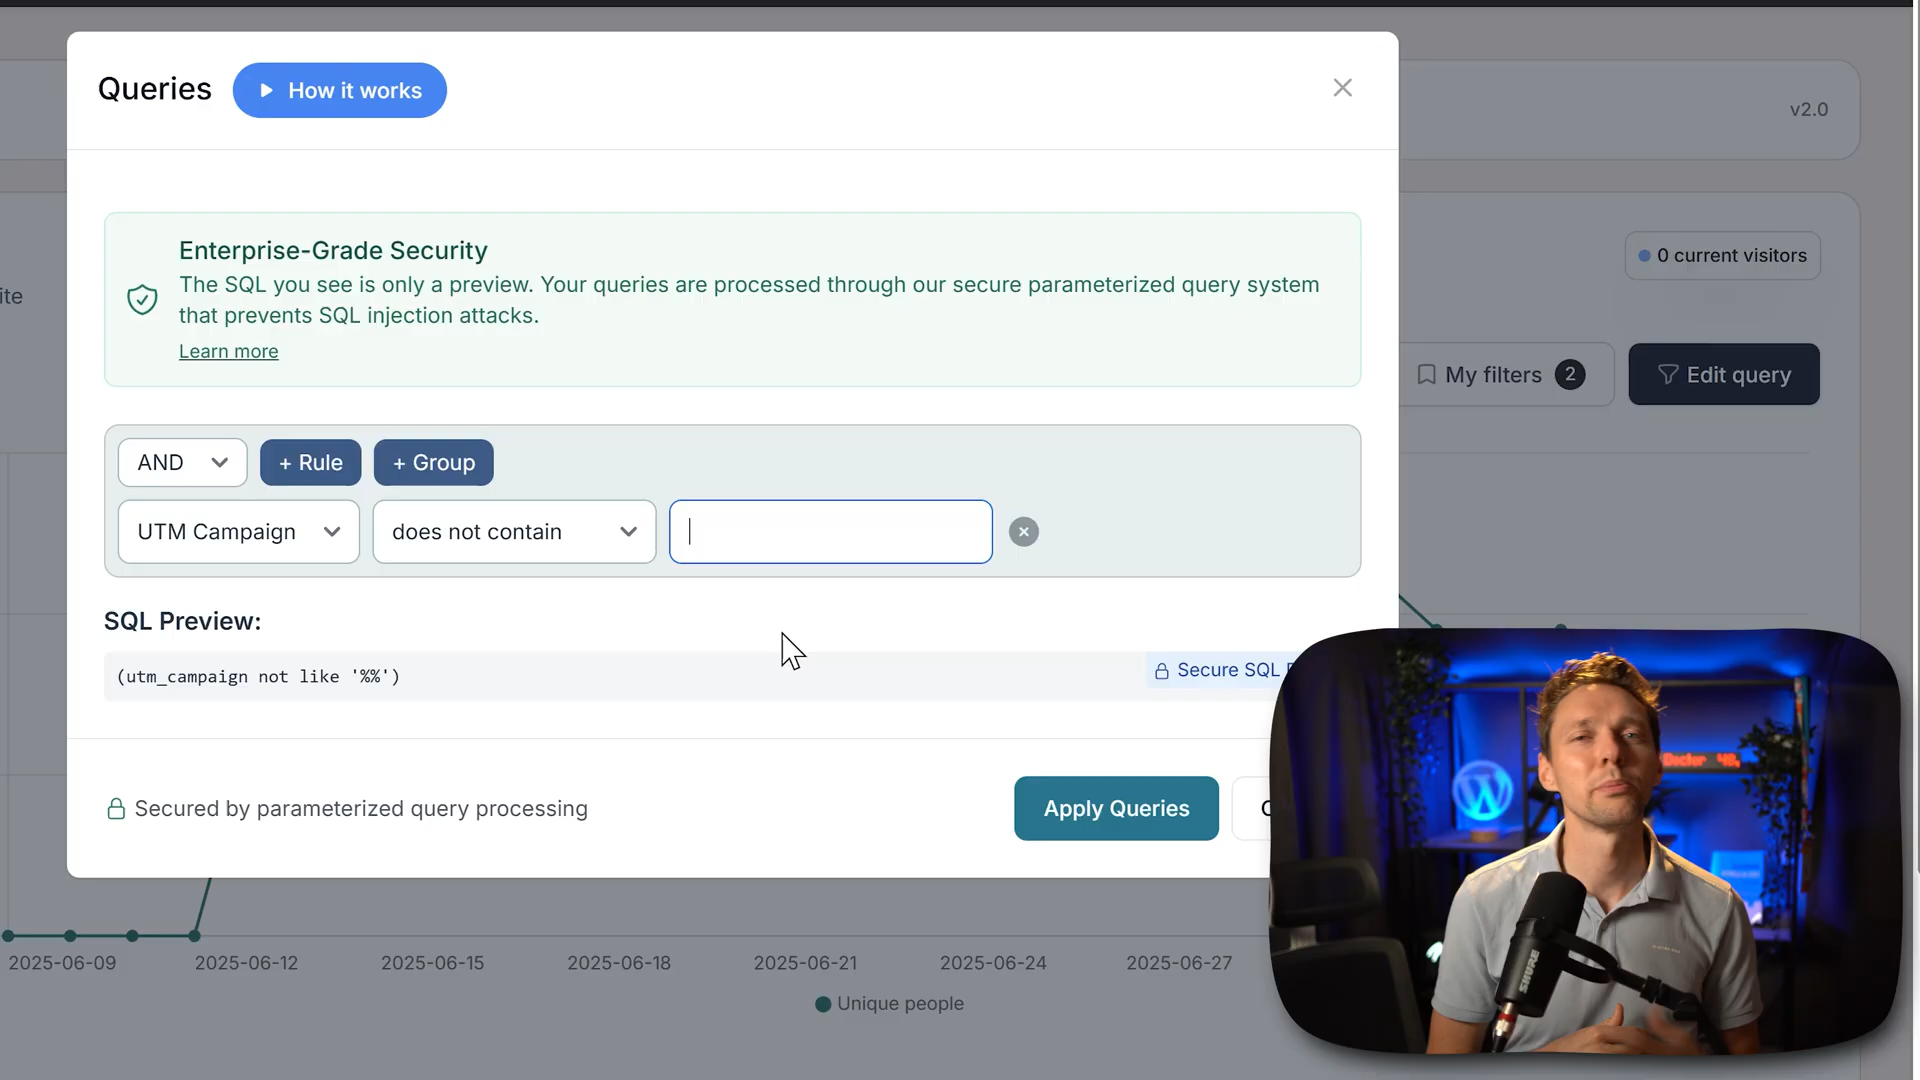 Queries
How it works
v2.0
Enterprise-Grade Security
The SQL you see is only a preview. Your queries are processed through our secure parameterized query system
that prevents SQL injection attacks.
Learn more
ite
0 current visitors
My filters 2
Edit query
AND
+ Rule
+ Group
UTM Campaign
does not contain
SQL Preview:
(utm_campaign not like '%%')
Secure SQL
Secured by parameterized query processing
Apply Queries
C
2025-06-09
2025-06-12
2025-06-15
2025-06-18
2025-06-21
2025-06-24
2025-06-27
Unique people
Doctor
SHURE